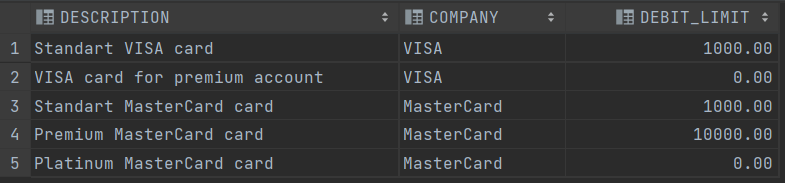 DESCRIPTION COMPANY DEBIT_LIMIT
1 Standart VISA card VISA 1000.00
2 VISA card for premium account VISA 0.00
3 Standart MasterCard card MasterCard 1000.00
4 Premium MasterCard card MasterCard 10000.00
5 Platinum MasterCard card MasterCard 0.00